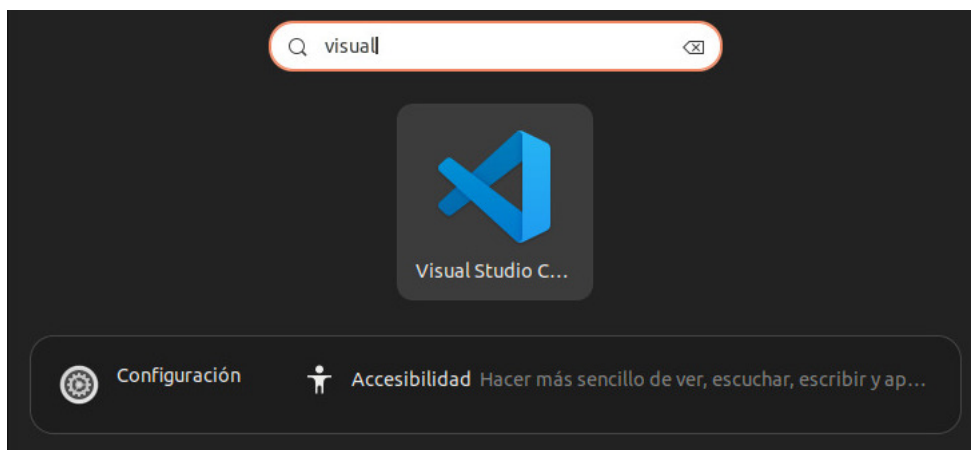 visual
Visual Studio C...
Configuración
Accesibilidad Hacer más sencillo de ver, escuchar, escribir y ap...